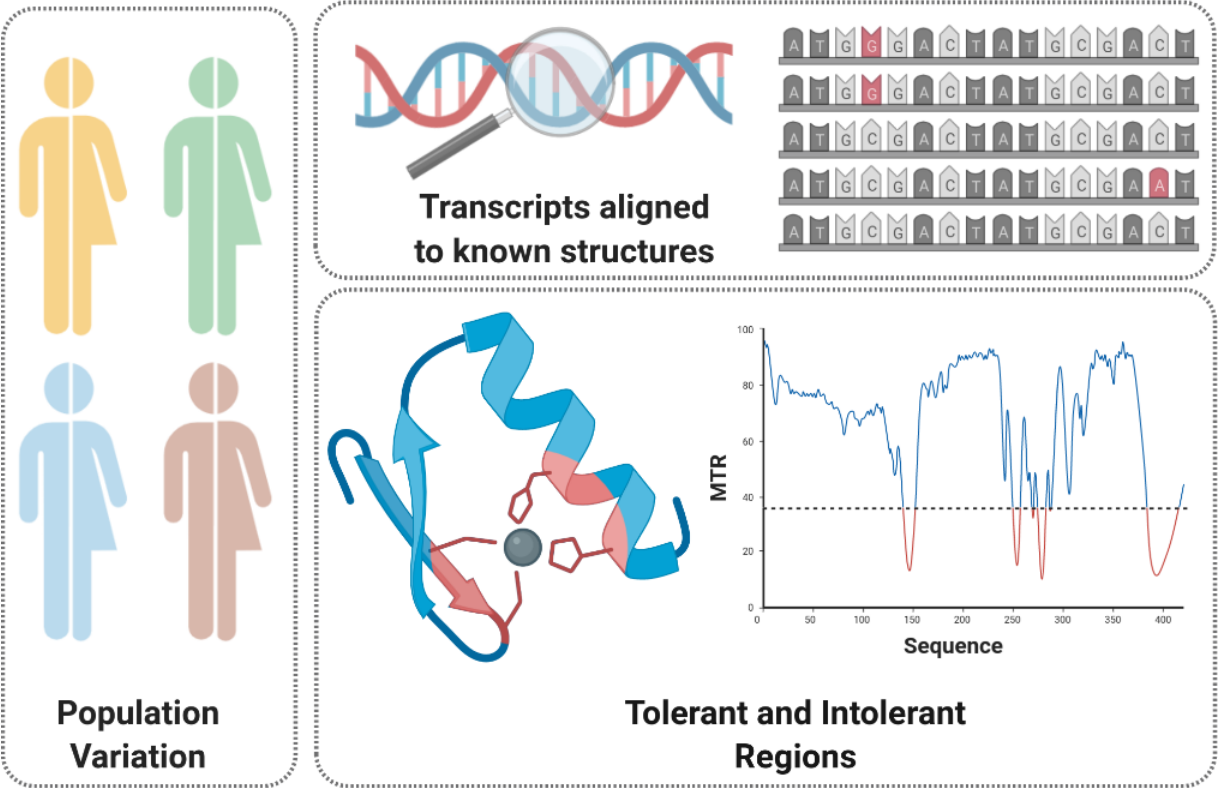 Population
Variation
Transcripts aligned
to known structures
A T G G G A C T A T G C G A C T
A T G G G A C T A T G C G A C T
A T G C G A C T A T G C G A C T
A T G C G A C T A T G C G A A T
A T G C G A C T A T G C G A C T
MTR
100
80
60
40
20
0
0 50 100 150 200 250 300 350 400
Sequence
Tolerant and Intolerant
Regions